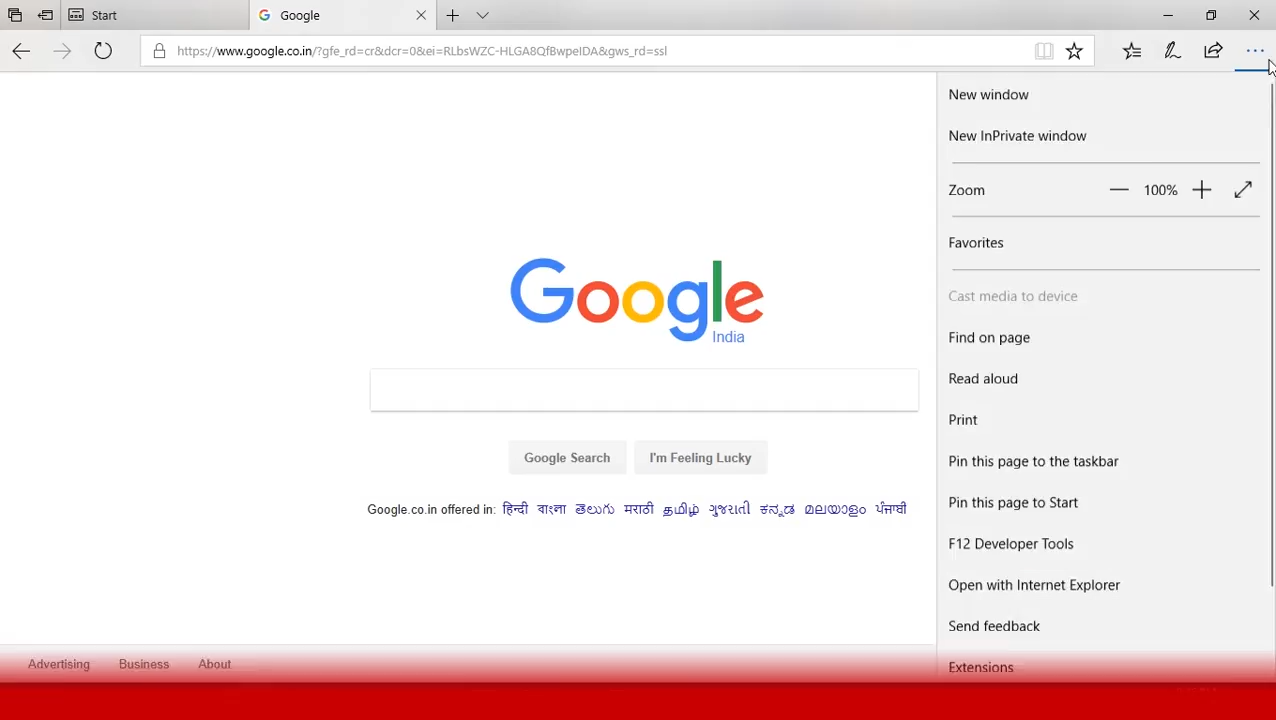 Start
Google
https://www.google.co.in/?gfe_rd=cr&dcr=0&ei=RLbsWZC-HLGA8QfBwpeIDA&gws_rd=ssl
New window
New InPrivate window
Zoom 100%
Favorites
Cast media to device
Find on page
Read aloud
Print
Pin this page to the taskbar
Pin this page to Start
F12 Developer Tools
Open with Internet Explorer
Send feedback
Extensions
Google
India
Google Search I'm Feeling Lucky
Google.co.in offered in: हिन्दी বাংলা తెలుగు मराठी தமிழ் ગુજરાતી ಕನ್ನಡ മലയാളം ਪੰਜਾਬੀ
Advertising Business About